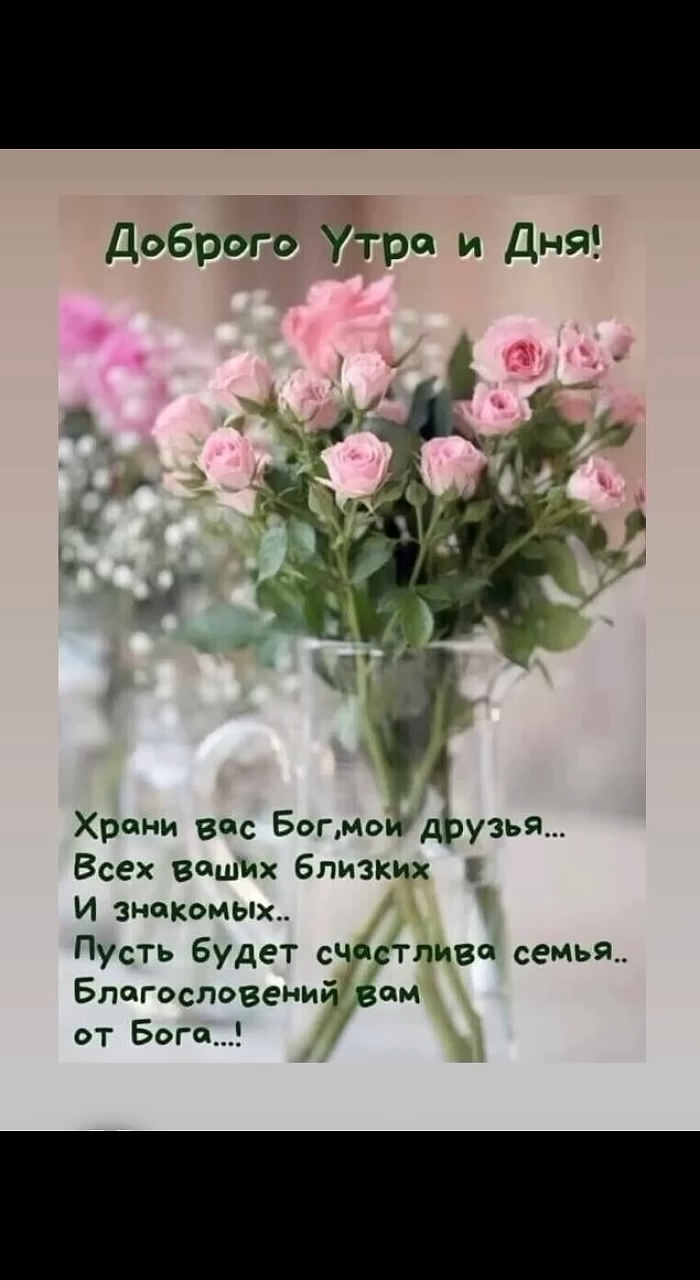 Доброго Утра и Дня!
Храни вас Бог,мои друзья...
Всех ваших близких
И знакомых..
Пусть будет счастлива семья..
Благословений вам
от Бога...!